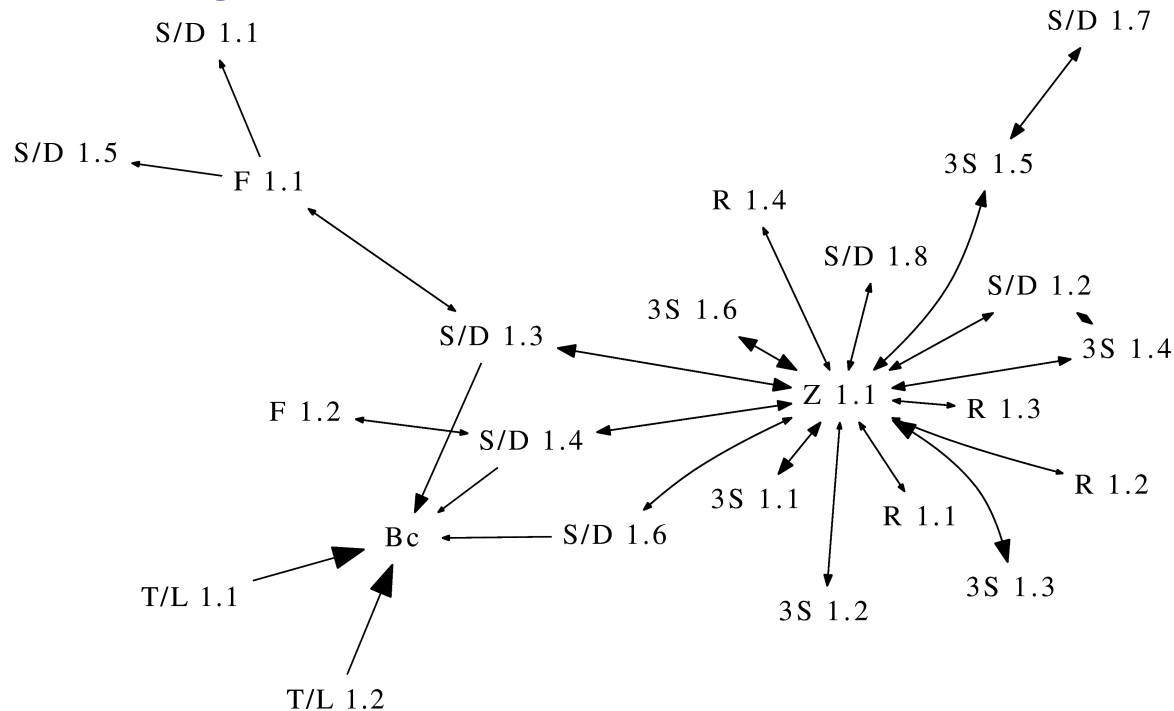 S/D 1.7
S/D 1.1
S/D 1.5
3S 1.5
F 1.1
R 1.4
S/D 1.8
S/D 1.2
3S 1.6
S/D 1.3
3S 1.4
Z 1.1
F 1.2
R 1.3
S/D 1.4
R 1.2
3S 1.1
R 1.1
Bc
S/D 1.6
3S 1.3
T/L 1.1
3S 1.2
T/L 1.2